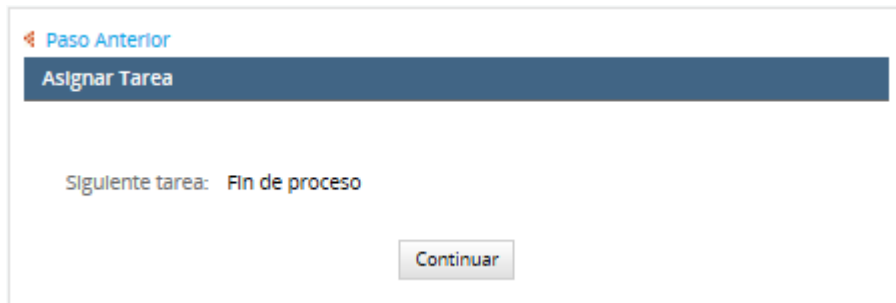 Paso Anterior
Asignar Tarea
Siguiente tarea: Fin de proceso
Continuar